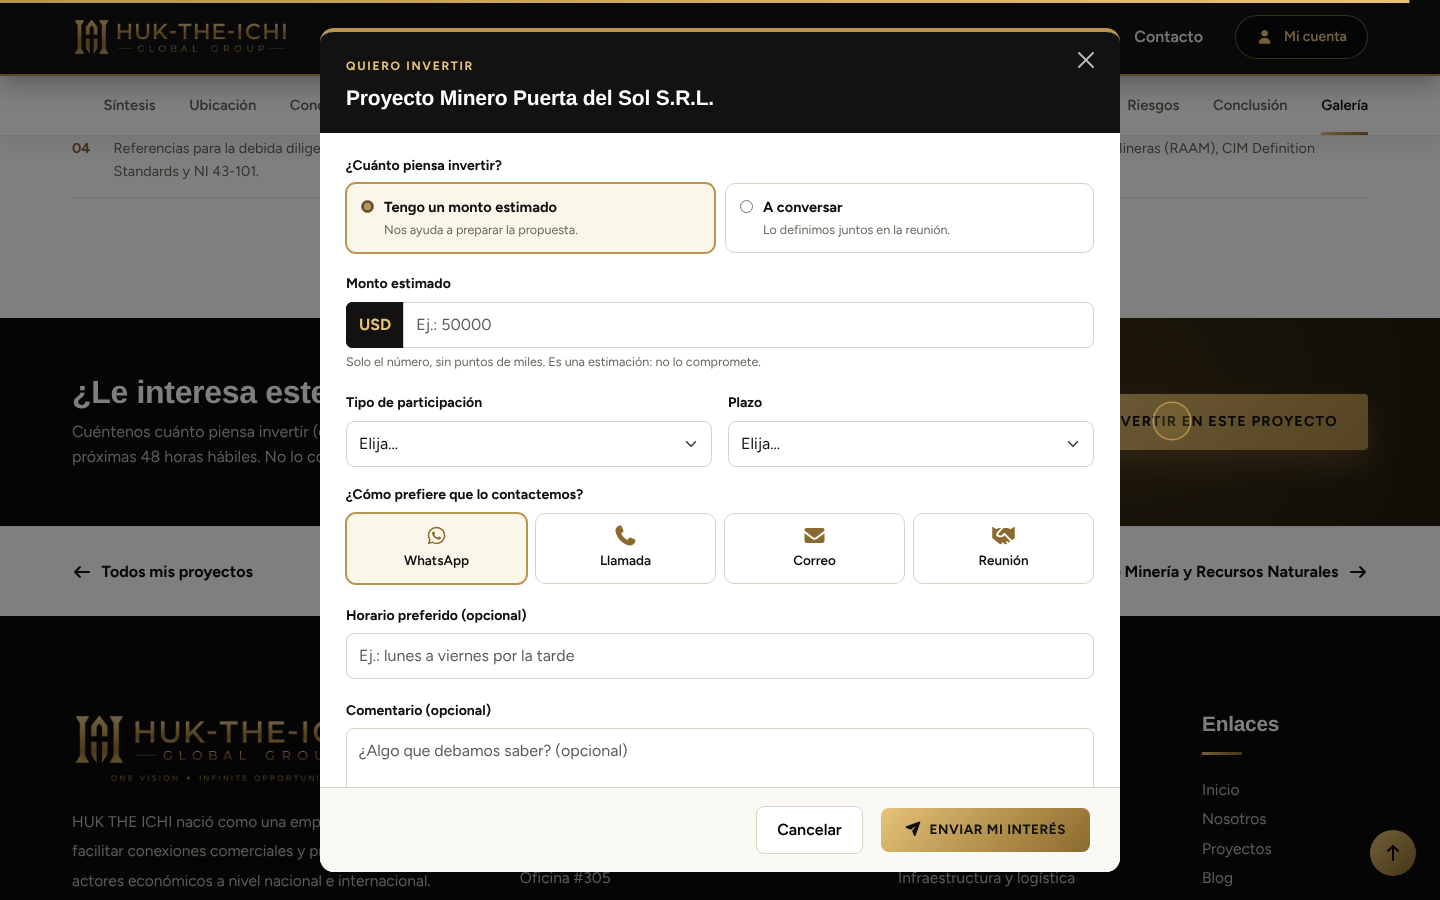 HUK-THE-ICHI
GLOBAL GROUP
Contacto
Mi cuenta
Síntesis
Ubicación
Riesgos
Conclusión
Galería
04
Referencias para la debida
(RAAM), CIM Definition
Standards y NI 43-101.
QUIERO INVERTIR
Proyecto Minero Puerta del Sol S.R.L.
¿Cuánto piensa invertir?
Tengo un monto estimado
Nos ayuda a preparar la propuesta.
A conversar
Lo definimos juntos en la reunión.
Monto estimado
USD
Ej.: 50000
Solo el número, sin puntos de miles. Es una estimación: no lo compromete.
Tipo de participación
Plazo
Elija...
Elija...
¿Cómo prefiere que lo contactemos?
WhatsApp
Llamada
Correo
Reunión
Horario preferido (opcional)
Ej.: lunes a viernes por la tarde
Comentario (opcional)
¿Algo que debamos saber? (opcional)
Cancelar
ENVIAR MI INTERÉS
¿Le interesa este
Cuéntenos cuánto piensa invertir
próximas 48 horas hábiles. No lo
EN ESTE PROYECTO
Todos mis proyectos
Minería y Recursos Naturales
HUK-THE-
GLOBAL
ONE VISION • INFINITE
HUK THE ICHI nació como una
facilitar conexiones comerciales y
actores económicos a nivel nacional e internacional.
Oficina #305
Infraestructura y logística
Enlaces
Inicio
Nosotros
Proyectos
Blog